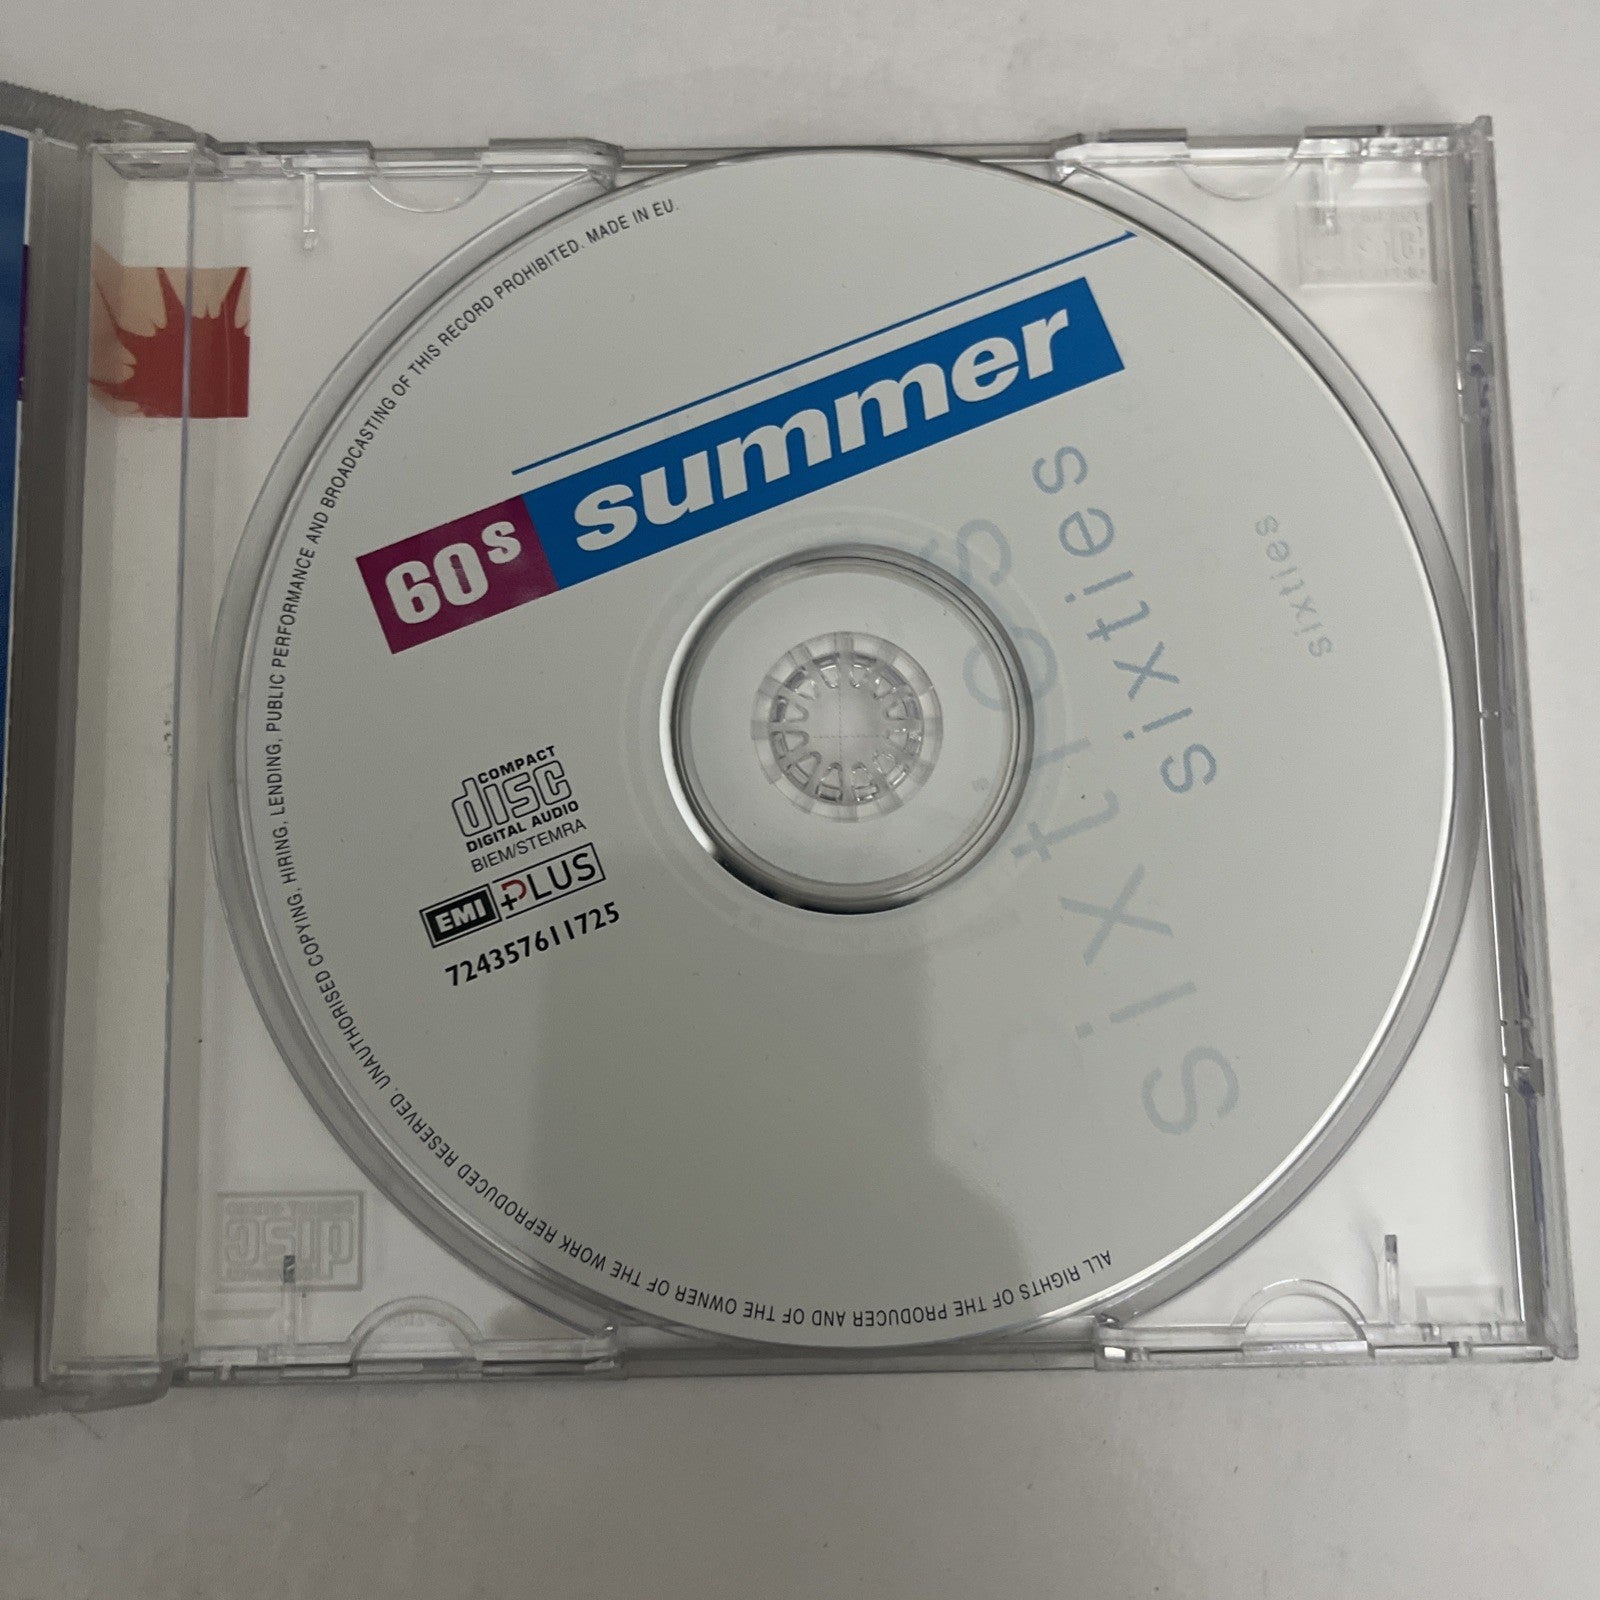 60s summer
sixties
sixties
sixties
COMPACT
disc
DIGITAL AUDIO
BIEM/STEMRA
EMI PLUS
724357611725
ALL RIGHTS OF THE PRODUCER AND OF THE OWNER OF THE WORK REPRODUCED RESERVED. UNAUTHORISED COPYING, HIRING, LENDING, PUBLIC PERFORMANCE AND BROADCASTING OF THIS RECORD PROHIBITED. MADE IN EU.
disc